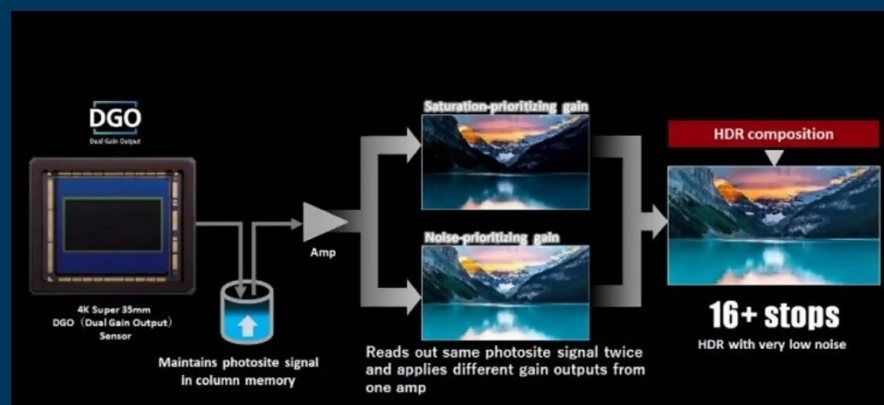 DGO
Dual Gain Output
4K Super 35mm
DGO (Dual Gain Output)
Sensor
Maintains photosite signal
in column memory
Amp
Saturation-prioritizing gain
Noise-prioritizing gain
Reads out same photosite signal twice
and applies different gain outputs from
one amp
HDR composition
16+ stops
HDR with very low noise